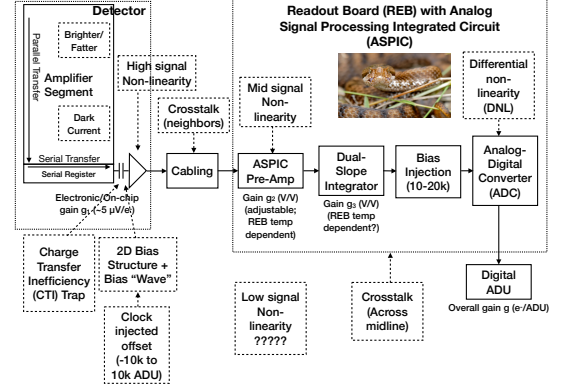 Detector
Readout Board (REB) with Analog
Signal Processing Integrated Circuit
(ASPIC)
Parallel Transfer
Brighter/
Fatter
Amplifier
Segment
Dark
Current
Serial Transfer
Serial Register
High signal
Non-linearity
Crosstalk
(neighbors)
Cabling
Mid signal
Non-
linearity
ASPIC
Pre-Amp
Dual-
Slope
Integrator
Bias
Injection
(10-20k)
Differential
non-
linearity
(DNL)
Analog-
Digital
Converter
(ADC)
Electronic/On-chip
gain g₁ (~5 μV/e-)
Gain g₂ (V/V)
(adjustable;
REB temp
dependent)
Gain g₃ (V/V)
(REB temp
dependent?)
Charge
Transfer
Inefficiency
(CTI) Trap
2D Bias
Structure +
Bias “Wave”
Clock
injected
offset
(-10k to
10k ADU)
Low signal
Non-
linearity
?????
Crosstalk
(Across
midline)
Digital
ADU
Overall gain g (e-/ADU)